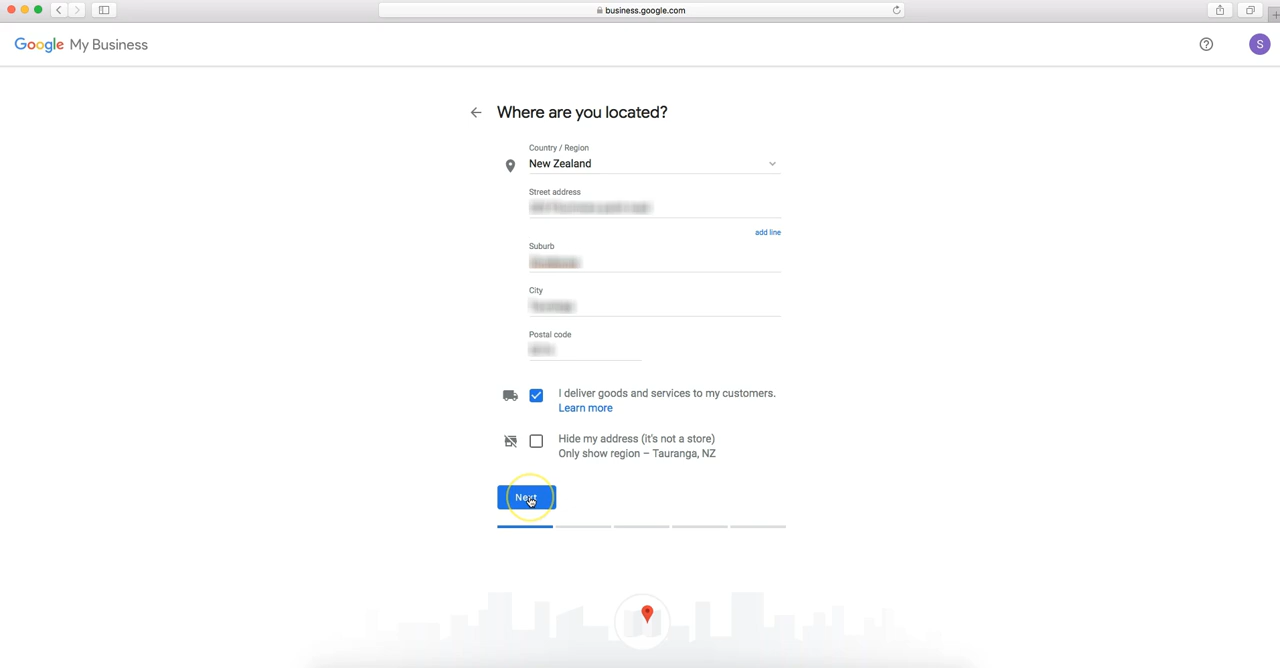 business.google.com
Google My Business
S
Where are you located?
Country / Region
New Zealand
Street address
add line
Suburb
City
Postal code
I deliver goods and services to my customers.
Learn more
Hide my address (it's not a store)
Only show region – Tauranga, NZ
Next